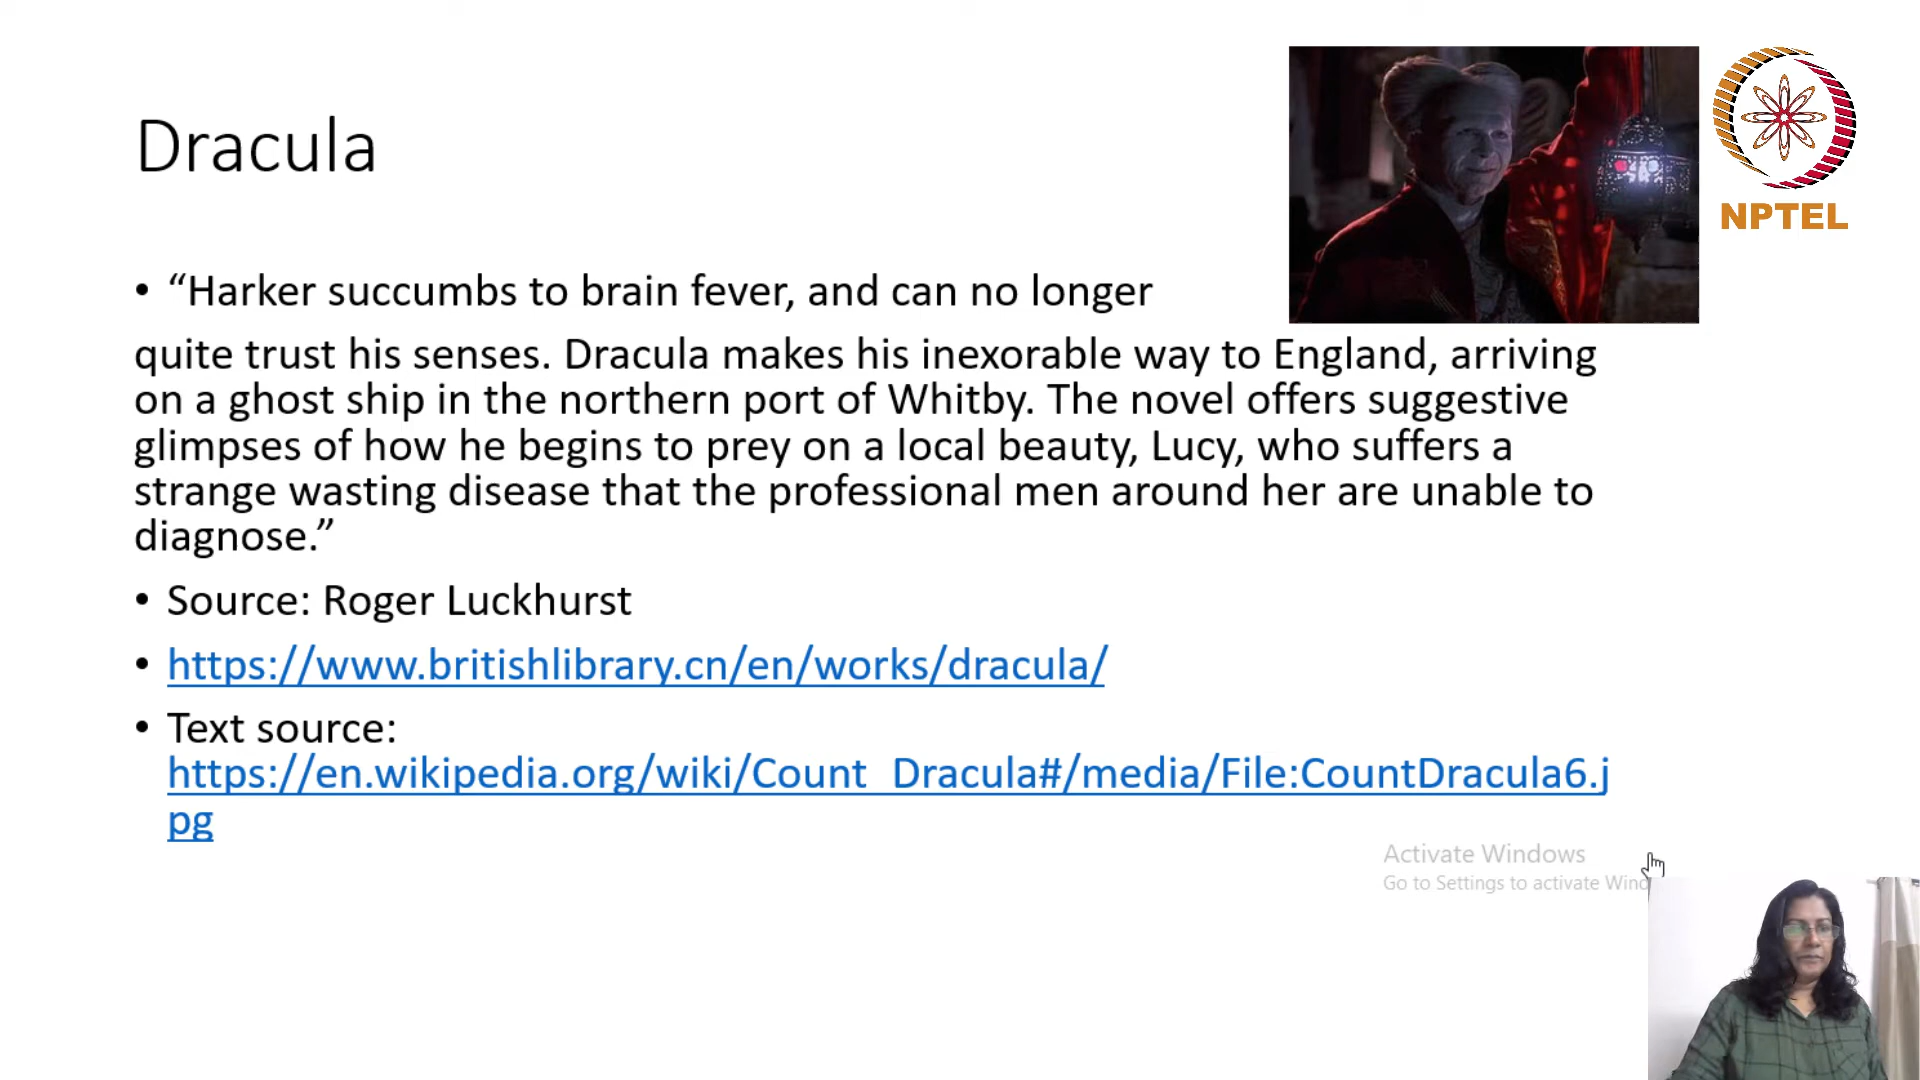 Dracula
NPTEL
• “Harker succumbs to brain fever, and can no longer
quite trust his senses. Dracula makes his inexorable way to England, arriving
on a ghost ship in the northern port of Whitby. The novel offers suggestive
glimpses of how he begins to prey on a local beauty, Lucy, who suffers a
strange wasting disease that the professional men around her are unable to
diagnose.”
• Source: Roger Luckhurst
• https://www.britishlibrary.cn/en/works/dracula/
• Text source:
https://en.wikipedia.org/wiki/Count_Dracula#/media/File:CountDracula6.j
pg
Activate Windows
Go to Settings to activate Wind